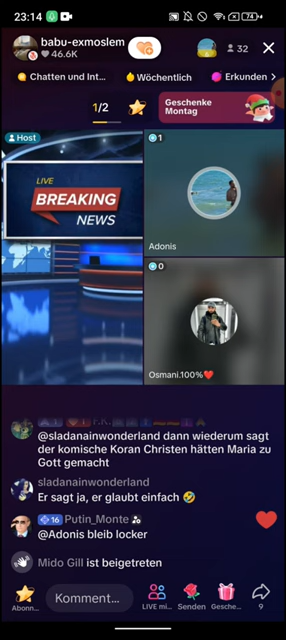 23:14
74
babu-exmoslem
46.6K
32
Chatten und Int...
Wöchentlich
Erkunden
1/2
Geschenke
Montag
Host
1
LIVE
BREAKING
NEWS
Adonis
0
Osmani.100%❤️
@sladanainwonderland dann wiederum sagt
der komische Koran Christen hätten Maria zu
Gott gemacht
sladanainwonderland
Er sagt ja, er glaubt einfach 🤣
16 Putin_Monte
@Adonis bleib locker
Mido Gill ist beigetreten
Kommen...
Abonn...
LIVE mi...
Senden
Gesche...
9